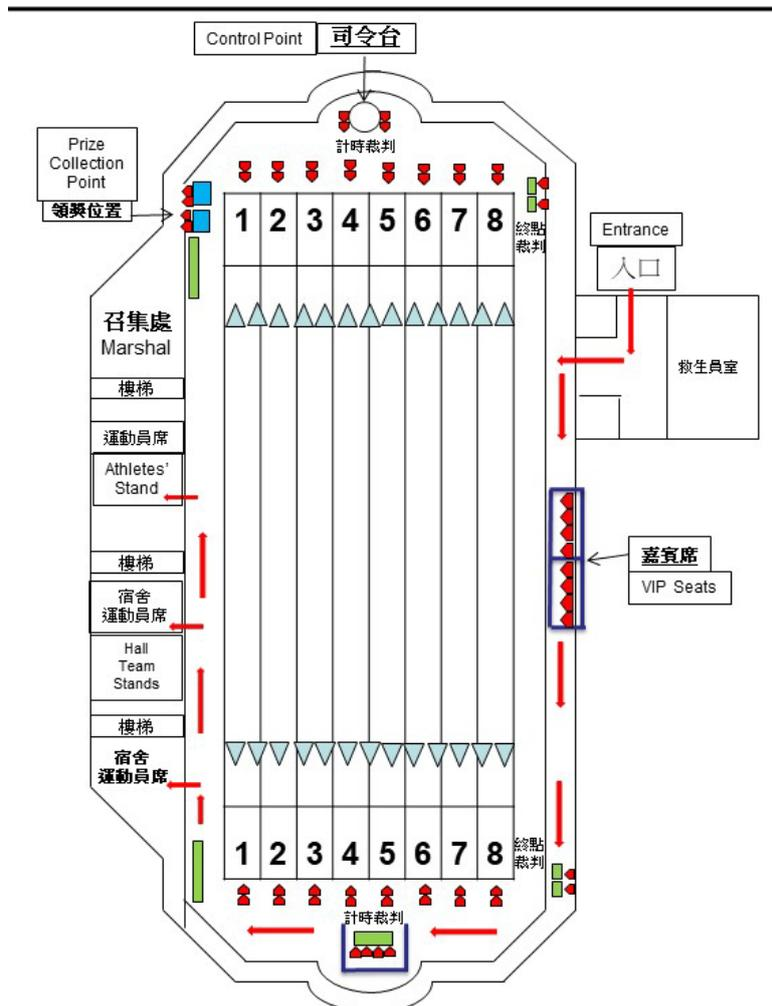 Control Point
司令台
計時裁判
Prize
Collection
Point
領獎位置
1 2 3 4 5 6 7 8
終點
裁判
Entrance
入口
召集處
Marshal
救生員室
樓梯
運動員席
Athletes'
Stand
嘉賓席
VIP Seats
樓梯
宿舍
運動員席
Hall
Team
Stands
樓梯
宿舍
運動員席
1 2 3 4 5 6 7 8
終點
裁判
計時裁判